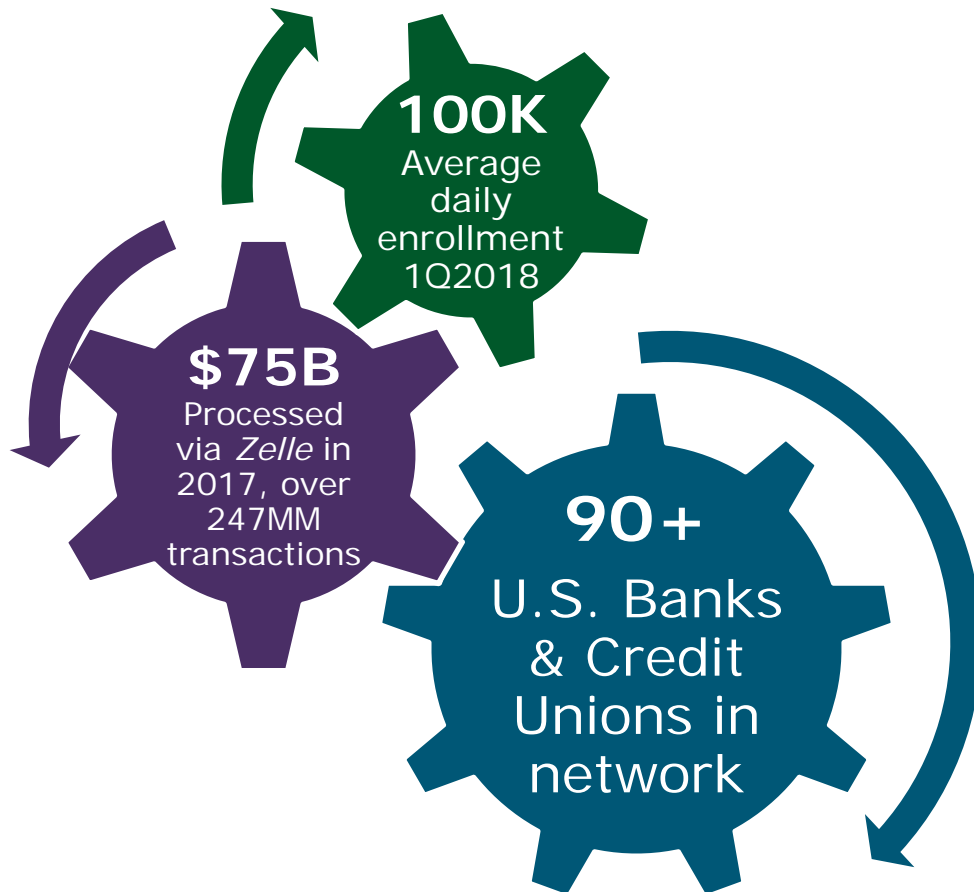 100K
Average
daily
enrollment
1Q2018
$75B
Processed
via Zelle in
2017, over
247MM
transactions
90+
U.S. Banks
& Credit
Unions in
network